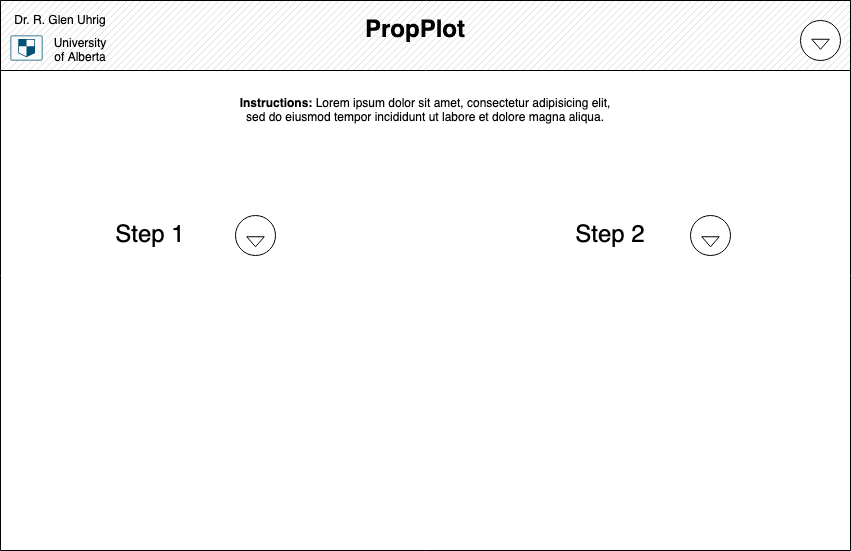 Dr. R. Glen Uhrig
University
of Alberta
PropPlot
Instructions: Lorem ipsum dolor sit amet, consectetur adipisicing elit,
sed do eiusmod tempor incididunt ut labore et dolore magna aliqua.
Step 1
Step 2